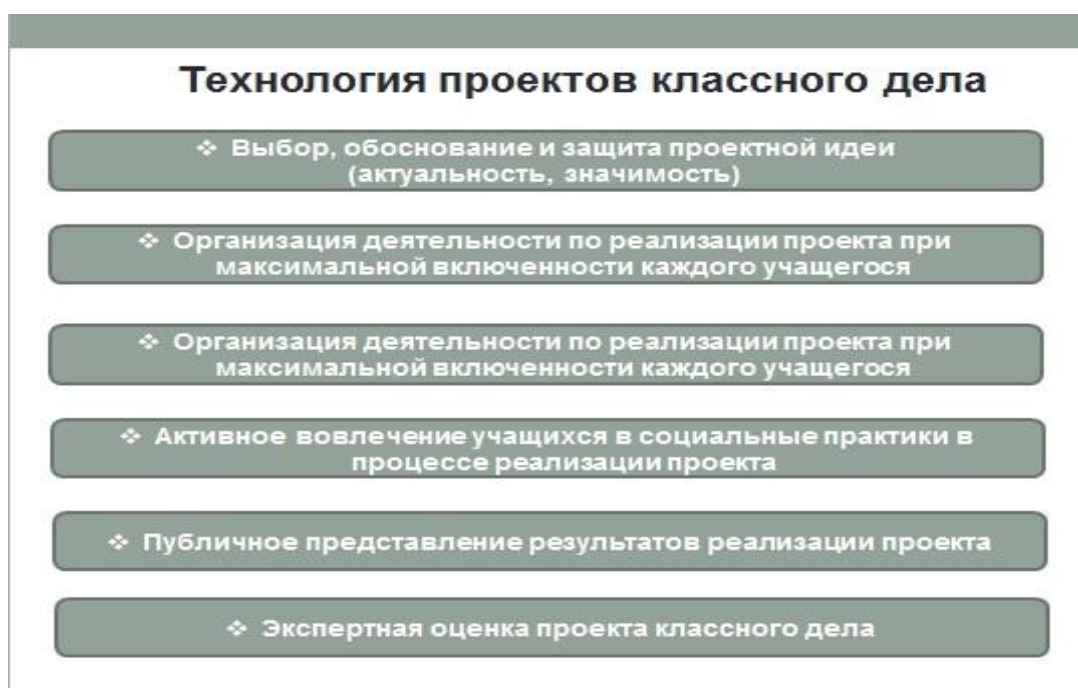 Технология проектов классного дела
❖ Выбор, обоснование и защита проектной идеи
(актуальность, значимость)
❖ Организация деятельности по реализации проекта при
максимальной включенности каждого учащегося
❖ Организация деятельности по реализации проекта при
максимальной включенности каждого учащегося
❖ Активное вовлечение учащихся в социальные практики в
процессе реализации проекта
❖ Публичное представление результатов реализации проекта
❖ Экспертная оценка проекта классного дела